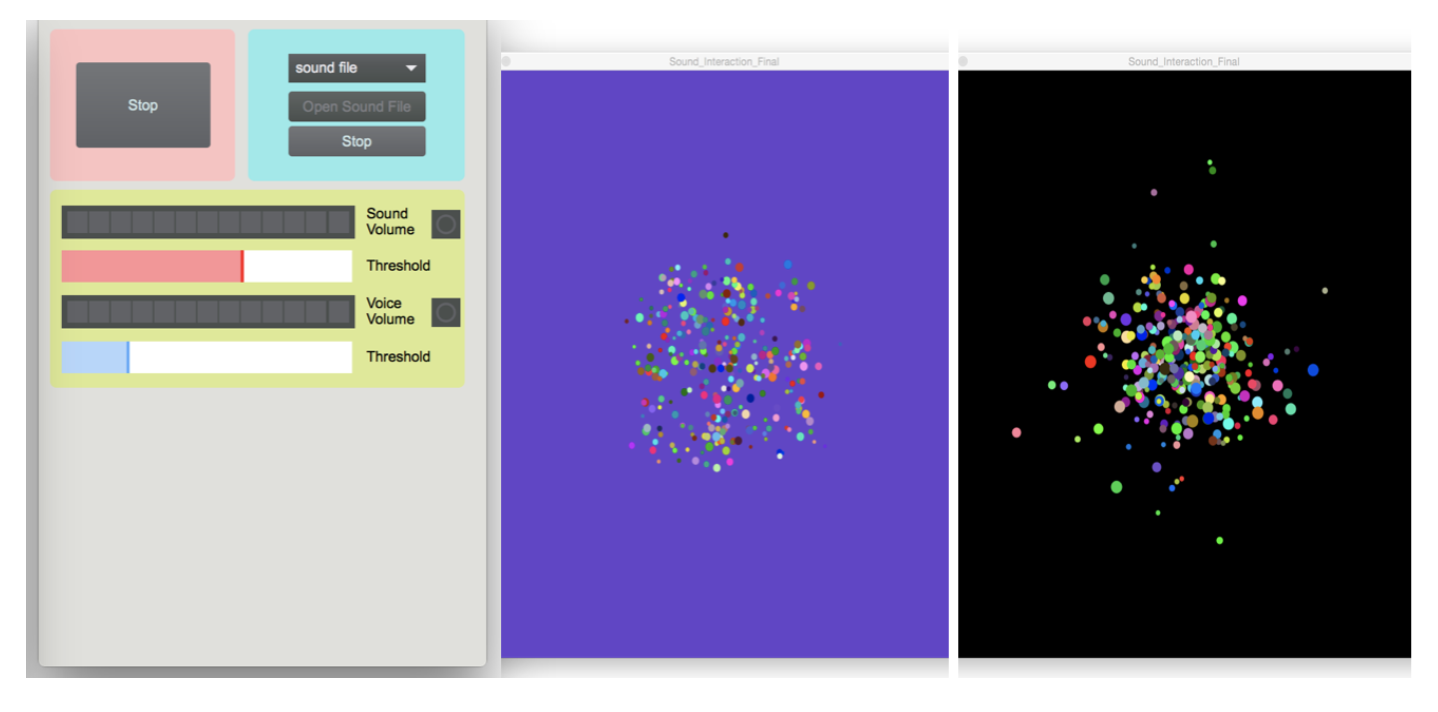 Stop
sound file
Open Sound File
Stop
Sound
Volume
Threshold
Voice
Volume
Threshold
Sound_Interaction_Final
Sound_Interaction_Final